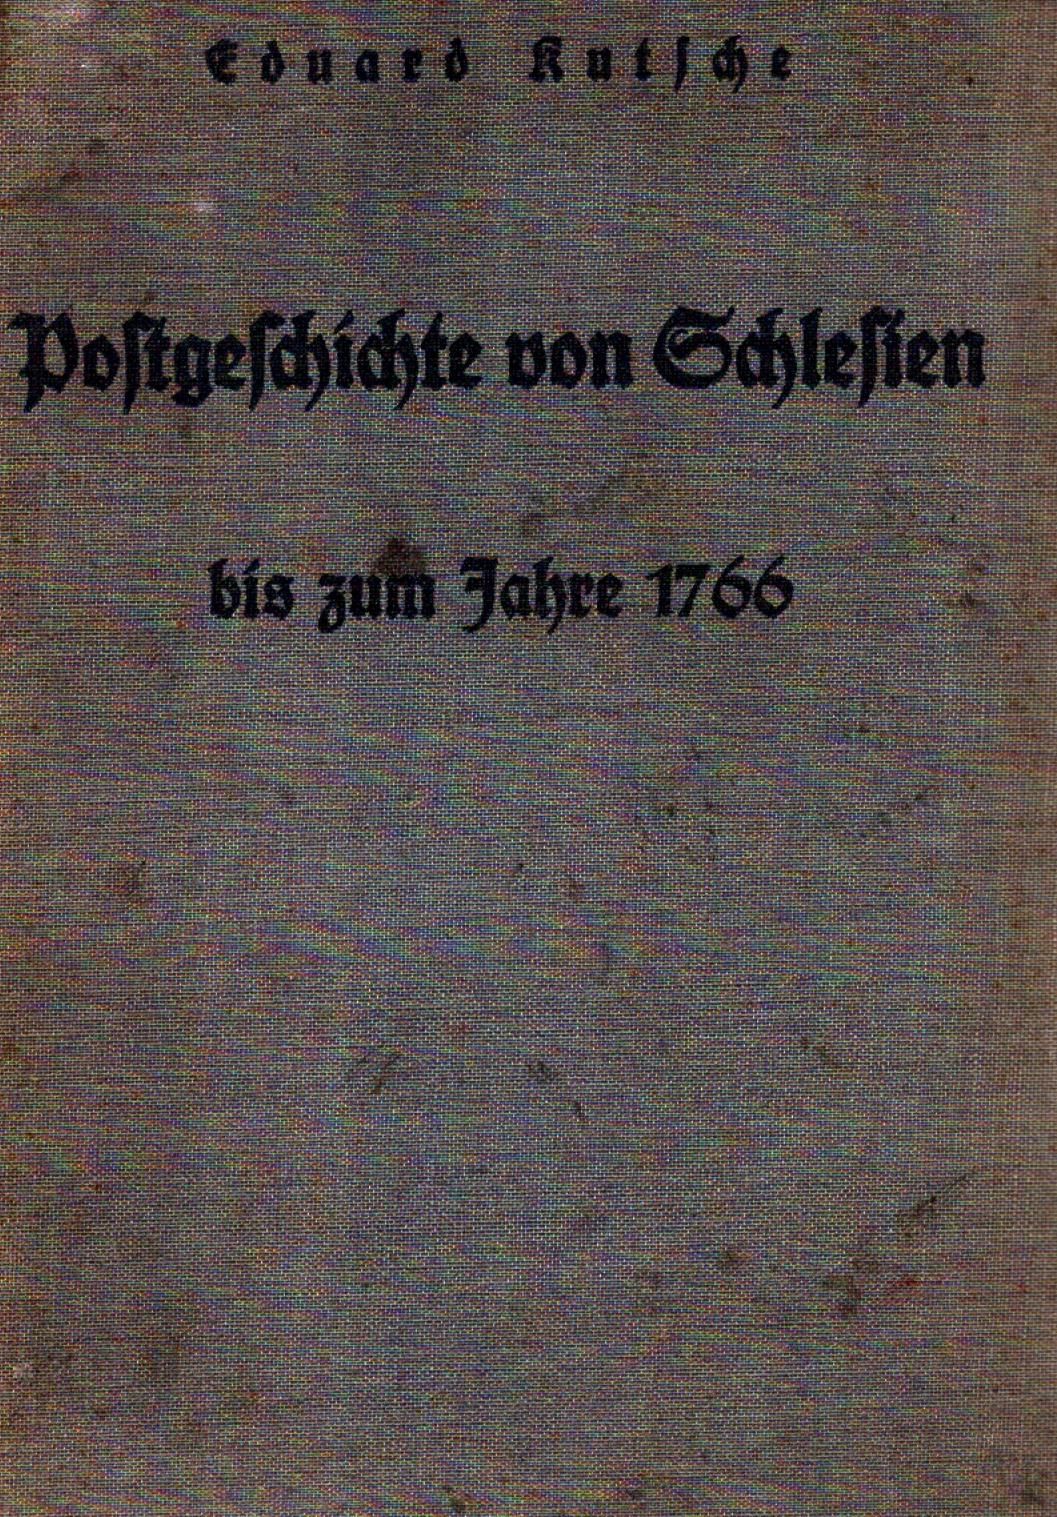 Eduard Kutsche
Postgeschichte von Schlesien
bis zum Jahre 1766